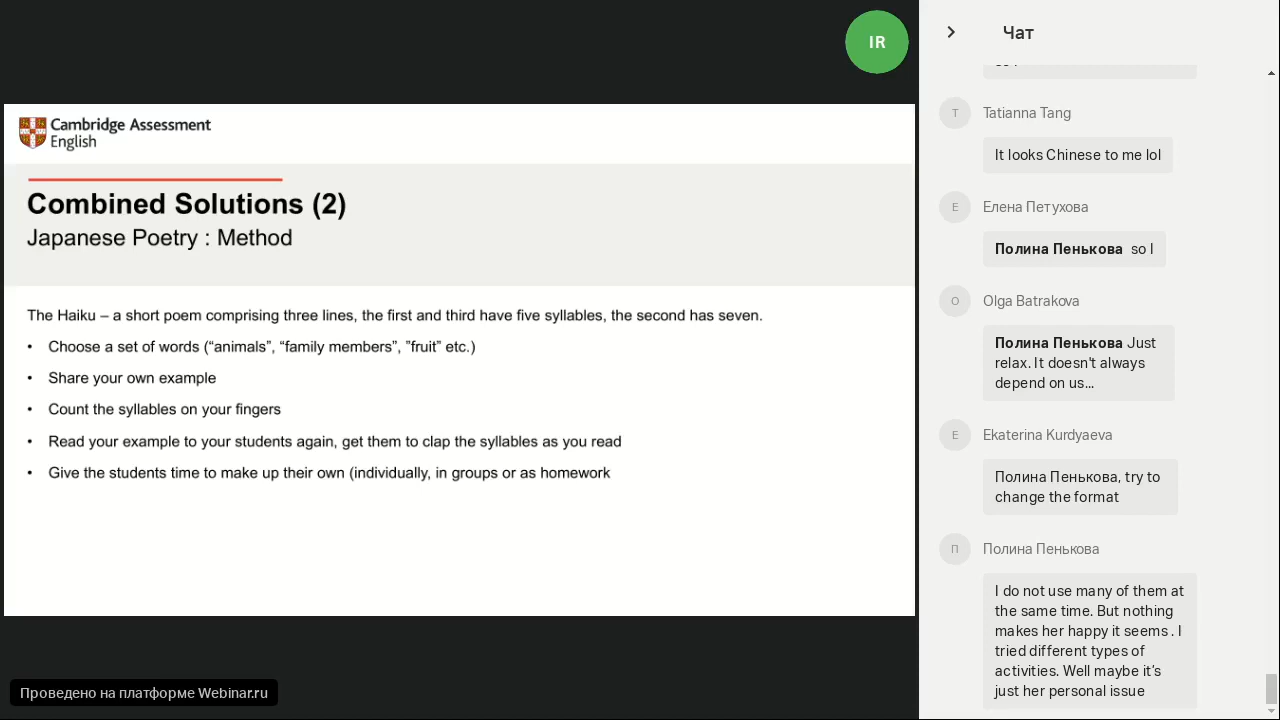 IR
Cambridge Assessment
English
Combined Solutions (2)
Japanese Poetry : Method
The Haiku – a short poem comprising three lines, the first and third have five syllables, the second has seven.
• Choose a set of words (“animals”, “family members”, ”fruit” etc.)
• Share your own example
• Count the syllables on your fingers
• Read your example to your students again, get them to clap the syllables as you read
• Give the students time to make up their own (individually, in groups or as homework
Проведено на платформе Webinar.ru
Чат
T
Tatianna Tang
It looks Chinese to me lol
Е
Елена Петухова
Полина Пенькова so I
O
Olga Batrakova
Полина Пенькова Just
relax. It doesn't always
depend on us...
E
Ekaterina Kurdyaeva
Полина Пенькова, try to
change the format
П
Полина Пенькова
I do not use many of them at
the same time. But nothing
makes her happy it seems . I
tried different types of
activities. Well maybe it's
just her personal issue